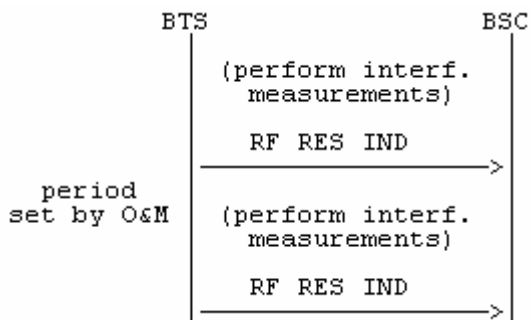 BTS BSC
(perform interf.
measurements)
RF RES IND
period
set by O&M
(perform interf.
measurements)
RF RES IND